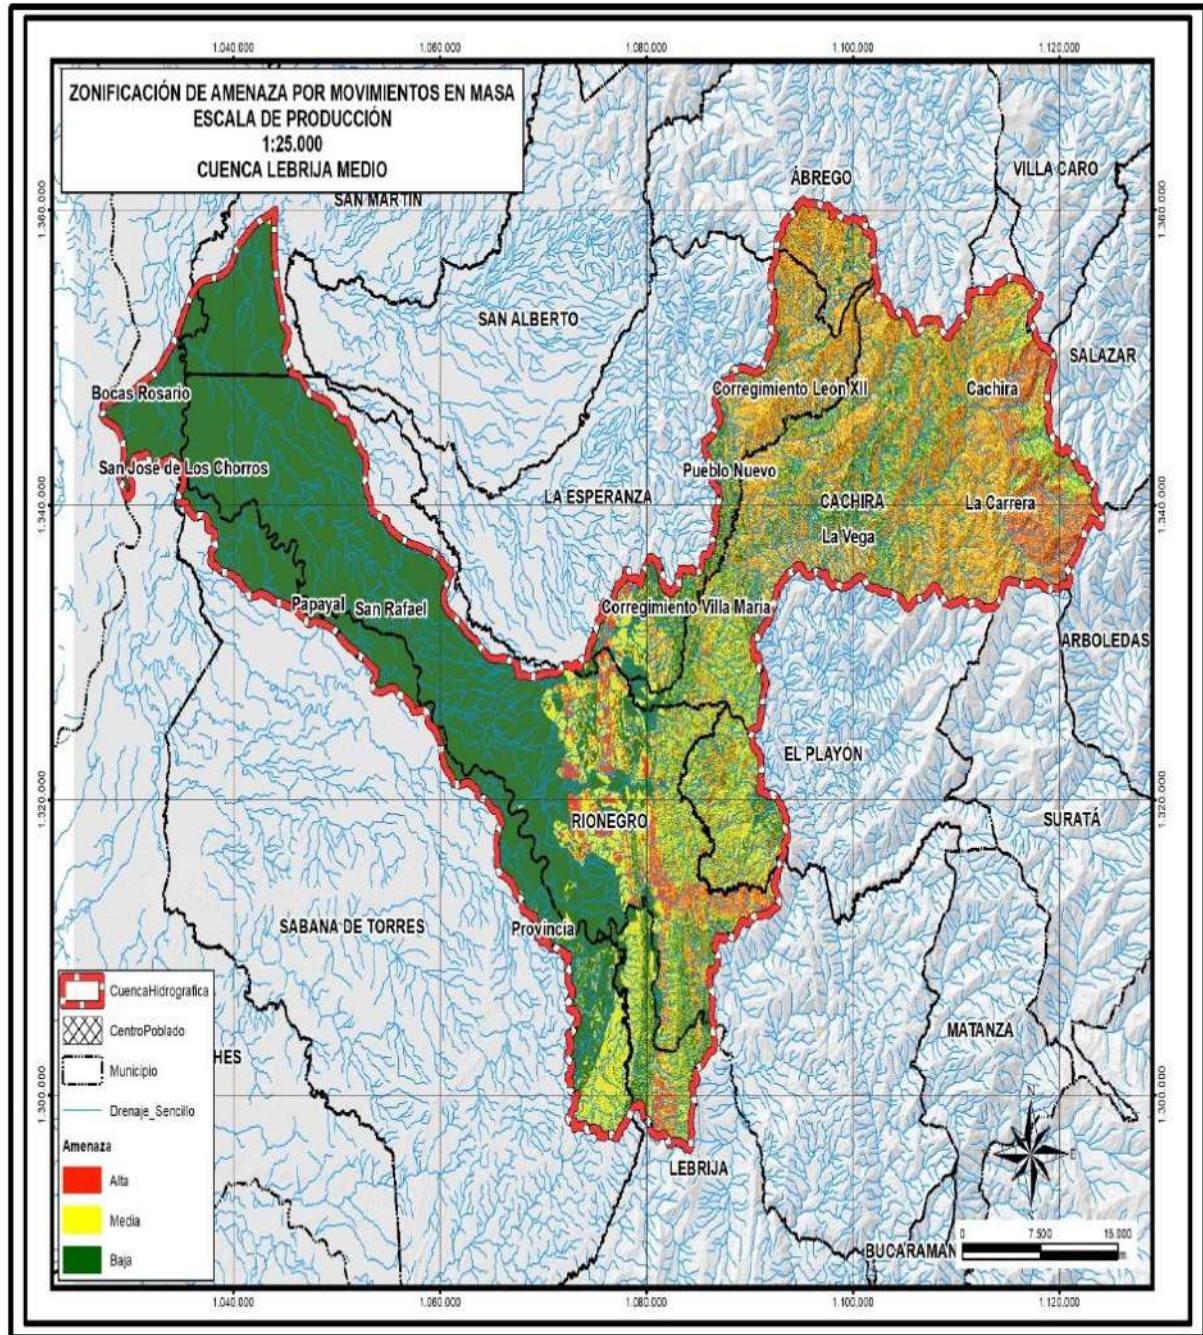 1.040.000 1.060.000 1.080.000 1.100.000 1.120.000
ZONIFICACIÓN DE AMENAZA POR MOVIMIENTOS EN MASA
ESCALA DE PRODUCCIÓN
1:25.000
CUENCA LEBRIJA MEDIO
VILLA CARO
ÁBREGO
SAN MARTIN
1.360.000 1.360.000
SAN ALBERTO
SALAZAR
Bocas Rosario
Corregimiento León XII
Cachira
San José de Los Chorros
Pueblo Nuevo
LA ESPERANZA
CACHIRA
La Carrera
1.340.000 1.340.000
La Vega
Papayal
San Rafael
Corregimiento Villa Maria
ARBOLEDAS
EL PLAYÓN
1.320.000 1.320.000
RIONEGRO
SURATÁ
SABANA DE TORRES
Provincia
CuencaHidrografica
CentroPoblado
MATANZA
HES
Municipio
1.300.000 1.300.000
Drenaje_Sencillo
N
Amenaza
E
LEBRIJA
Alta
S
Media
0 7.500 15.000
m
Baja
BUCARAMAN
1.040.000 1.060.000 1.080.000 1.100.000 1.120.000